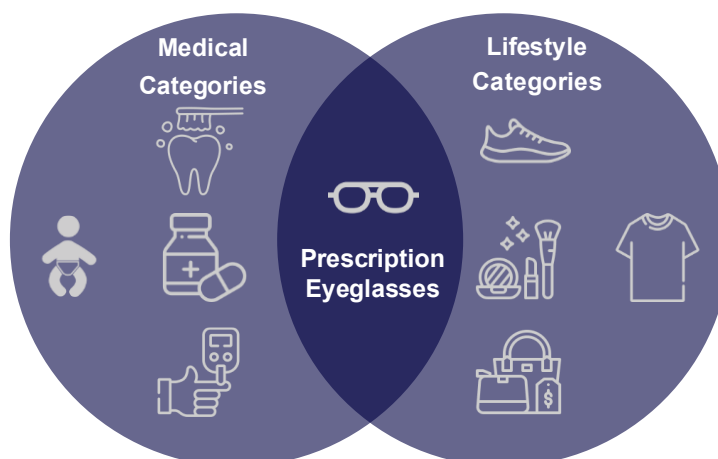 Medical
Categories
Lifestyle
Categories
Prescription
Eyeglasses
$